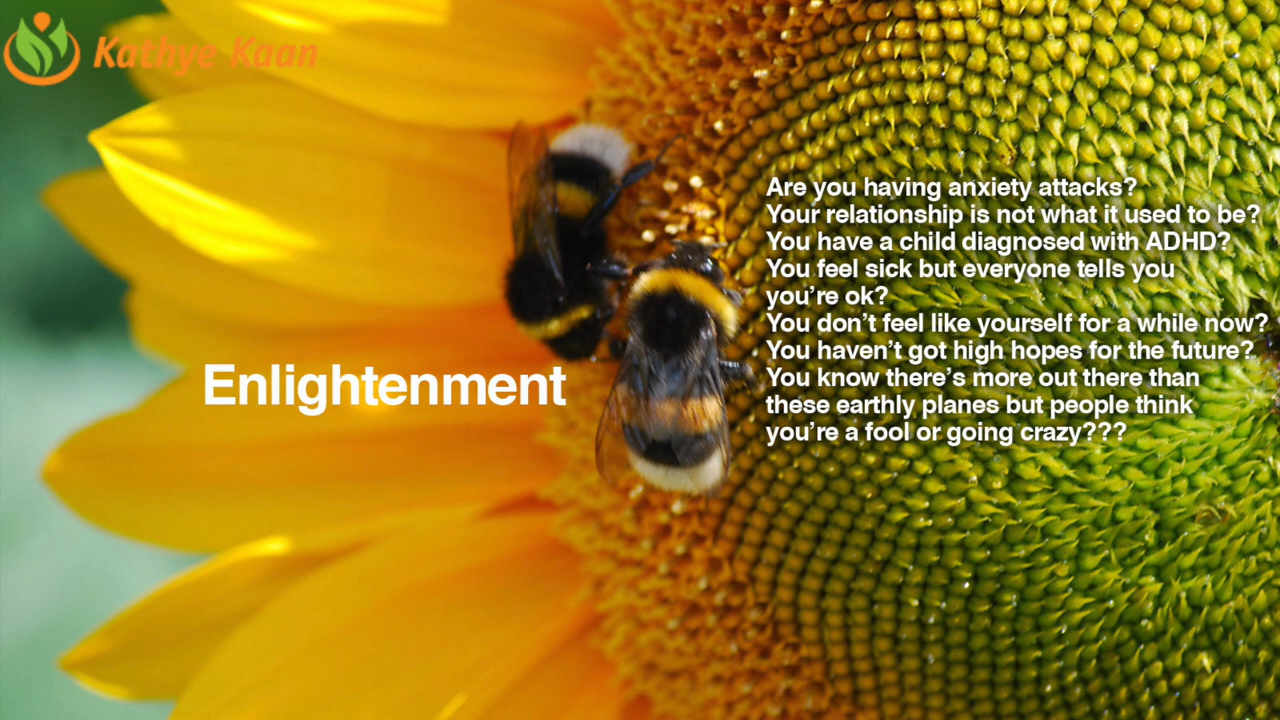 Kathye Kaan
Enlightenment
Are you having anxiety attacks?
Your relationship is not what it used to be?
You have a child diagnosed with ADHD?
You feel sick but everyone tells you
you’re ok?
You don’t feel like yourself for a while now?
You haven’t got high hopes for the future?
You know there’s more out there than
these earthly planes but people think
you’re a fool or going crazy???